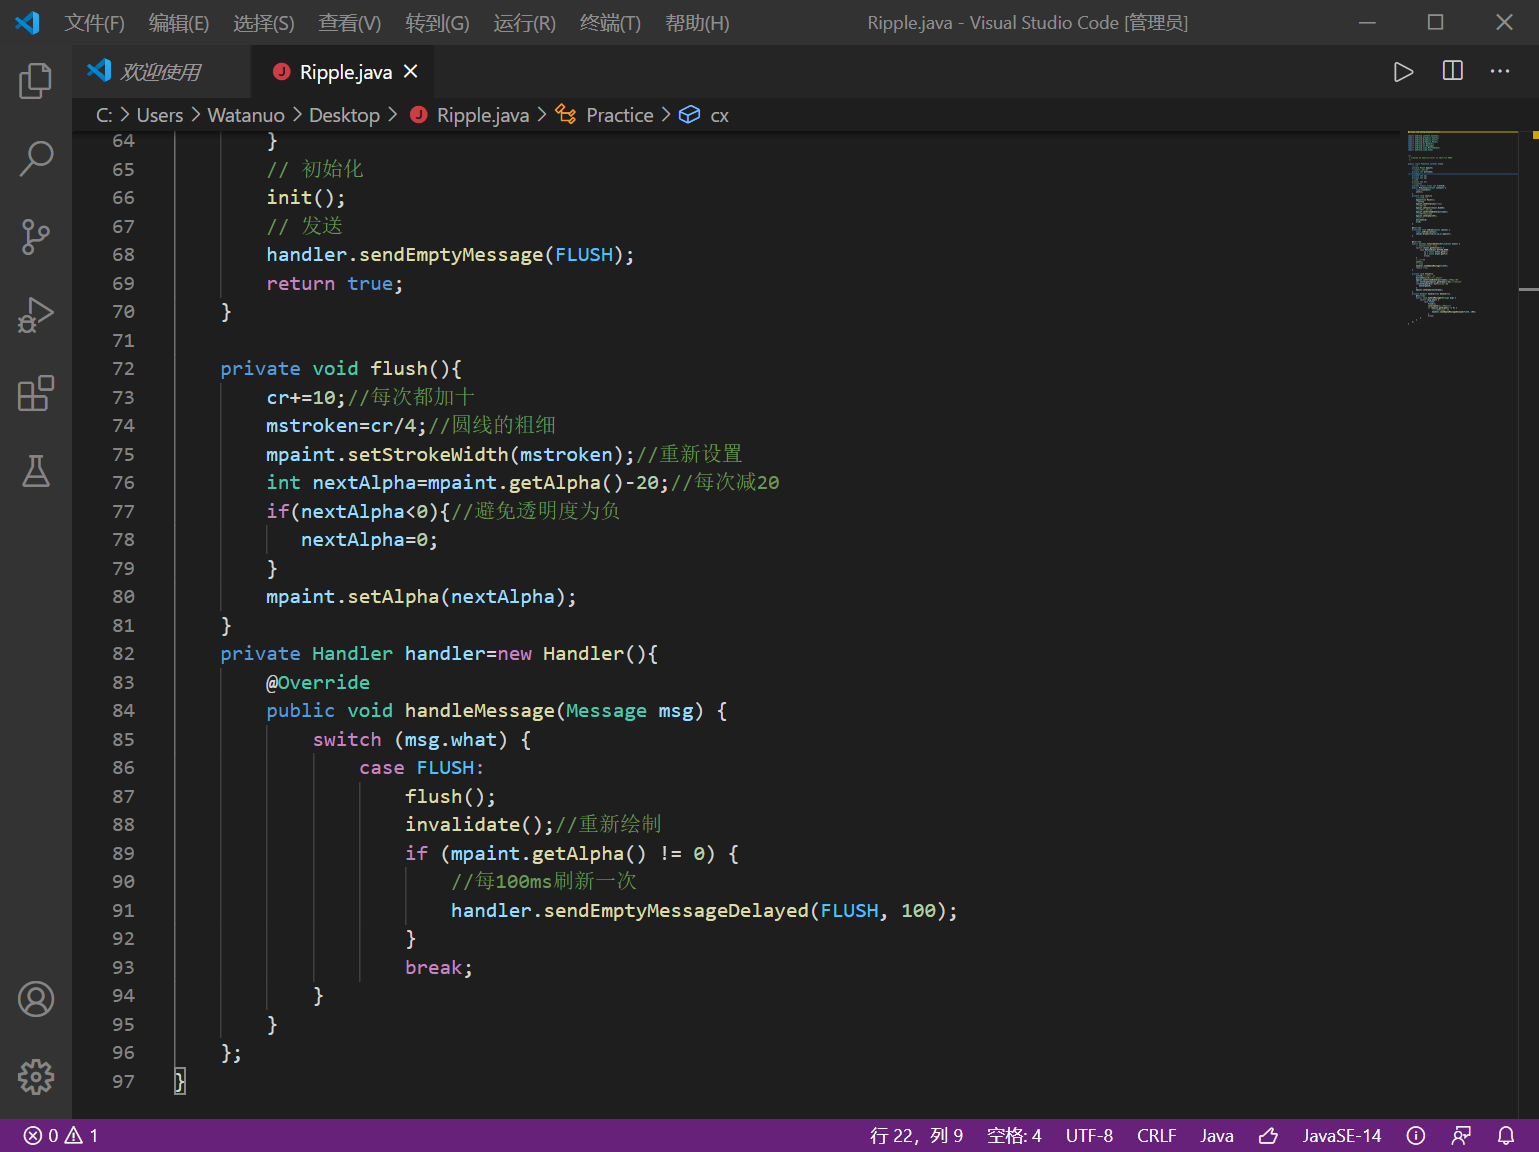 文件(F) 编辑(E) 选择(S) 查看(V) 转到(G) 运行(R) 终端(T) 帮助(H) Ripple.java - Visual Studio Code [管理员]
欢迎使用 Ripple.java
C: > Users > Watanuo > Desktop > Ripple.java > Practice > cx
64 }
65 // 初始化
66 init();
67 // 发送
68 handler.sendEmptyMessage(FLUSH);
69 return true;
70 }
71
72 private void flush(){
73 cr+=10;//每次都加十
74 mstroken=cr/4;//圆线的粗细
75 mpaint.setStrokeWidth(mstroken);//重新设置
76 int nextAlpha=mpaint.getAlpha()-20;//每次减20
77 if(nextAlpha<0){//避免透明度为负
78 nextAlpha=0;
79 }
80 mpaint.setAlpha(nextAlpha);
81 }
82 private Handler handler=new Handler(){
83 @Override
84 public void handleMessage(Message msg) {
85 switch (msg.what) {
86 case FLUSH:
87 flush();
88 invalidate();//重新绘制
89 if (mpaint.getAlpha() != 0) {
90 //每100ms刷新一次
91 handler.sendEmptyMessageDelayed(FLUSH, 100);
92 }
93 break;
94 }
95 }
96 };
97 }
0 1 行 22，列 9 空格: 4 UTF-8 CRLF Java JavaSE-14